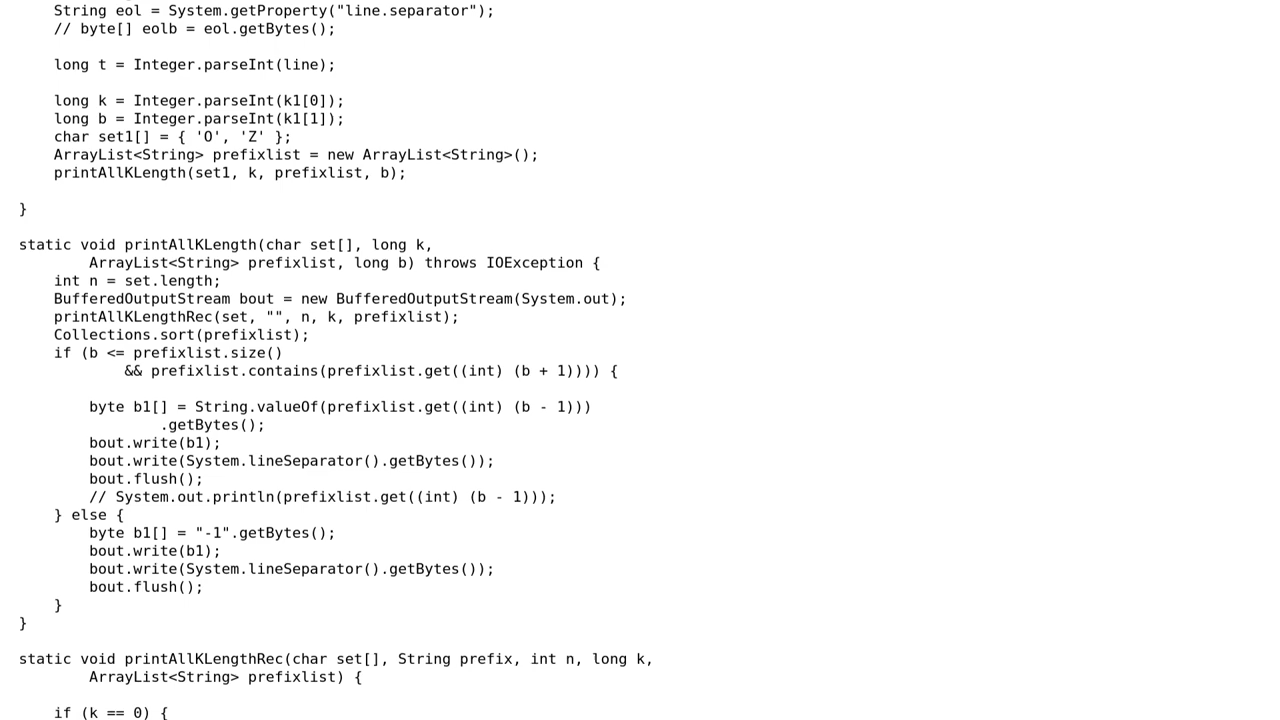 String eol = System.getProperty("line.separator");
    // byte[] eolb = eol.getBytes();

    long t = Integer.parseInt(line);

    long k = Integer.parseInt(k1[0]);
    long b = Integer.parseInt(k1[1]);
    char set1[] = { 'O', 'Z' };
    ArrayList<String> prefixlist = new ArrayList<String>();
    printAllKLength(set1, k, prefixlist, b);

}

static void printAllKLength(char set[], long k,
        ArrayList<String> prefixlist, long b) throws IOException {
    int n = set.length;
    BufferedOutputStream bout = new BufferedOutputStream(System.out);
    printAllKLengthRec(set, "", n, k, prefixlist);
    Collections.sort(prefixlist);
    if (b <= prefixlist.size()
            && prefixlist.contains(prefixlist.get((int) (b + 1)))) {

        byte b1[] = String.valueOf(prefixlist.get((int) (b - 1)))
                .getBytes();
        bout.write(b1);
        bout.write(System.lineSeparator().getBytes());
        bout.flush();
        // System.out.println(prefixlist.get((int) (b - 1)));
    } else {
        byte b1[] = "-1".getBytes();
        bout.write(b1);
        bout.write(System.lineSeparator().getBytes());
        bout.flush();
    }
}

static void printAllKLengthRec(char set[], String prefix, int n, long k,
        ArrayList<String> prefixlist) {

    if (k == 0) {